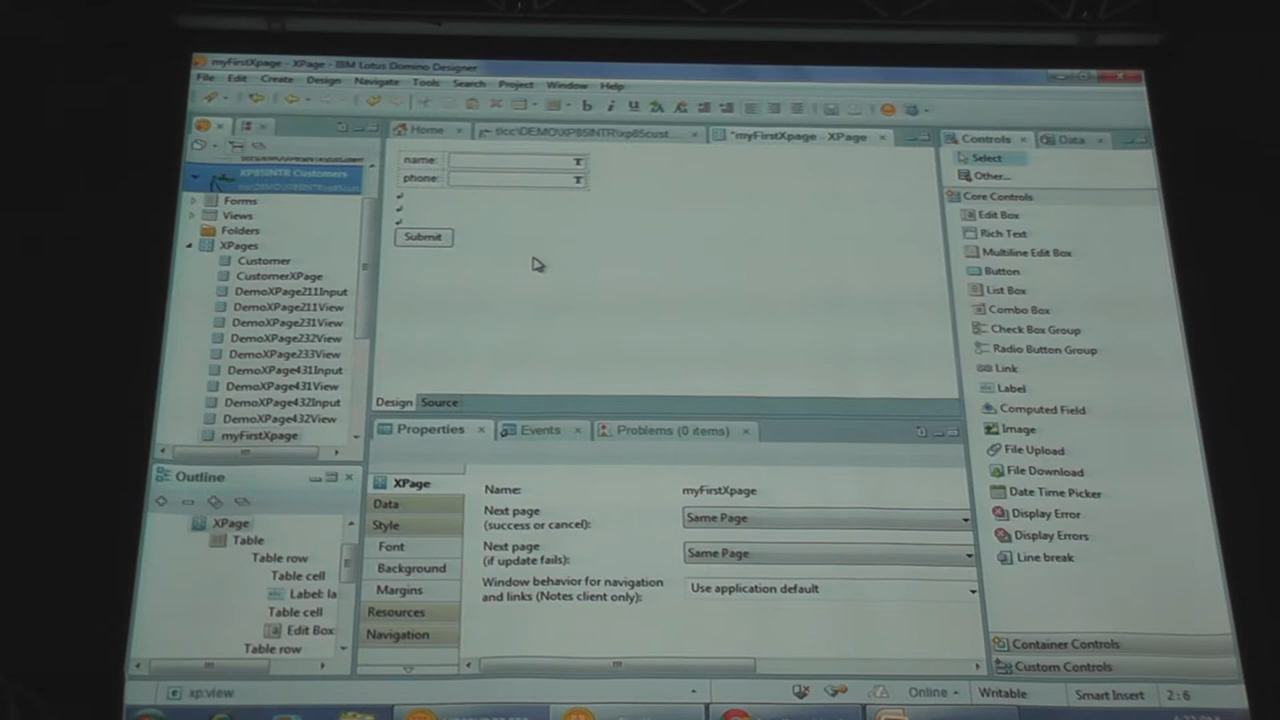 myFirstXpage - XPage - IBM Lotus Domino Designer
File Edit Create Design Navigate Tools Search Project Window Help
Home
ticc\DEMO\XP85INTR\xp85cust...
*myFirstXpage - XPage
Controls
Data
XP85INTR Customers
Forms
Views
Folders
XPages
Customer
CustomerXPage
DemoXPage211Input
DemoXPage211View
DemoXPage231View
DemoXPage232View
DemoXPage233View
DemoXPage431Input
DemoXPage431View
DemoXPage432Input
DemoXPage432View
myFirstXpage
name:
phone:
Submit
Design Source
Select
Other...
Core Controls
Edit Box
Rich Text
Multiline Edit Box
Button
List Box
Combo Box
Check Box Group
Radio Button Group
Link
Label
Computed Field
Image
File Upload
File Download
Date Time Picker
Display Error
Display Errors
Line break
Container Controls
Custom Controls
Outline
XPage
Table
Table row
Table cell
Label: la
Table cell
Edit Box
Table row
Properties
Events
Problems (0 items)
XPage
Data
Style
Font
Background
Margins
Resources
Navigation
Name: myFirstXpage
Next page
(success or cancel): Same Page
Next page
(if update fails): Same Page
Window behavior for navigation
and links (Notes client only): Use application default
xp:view
Online
Writable
Smart Insert
2:6